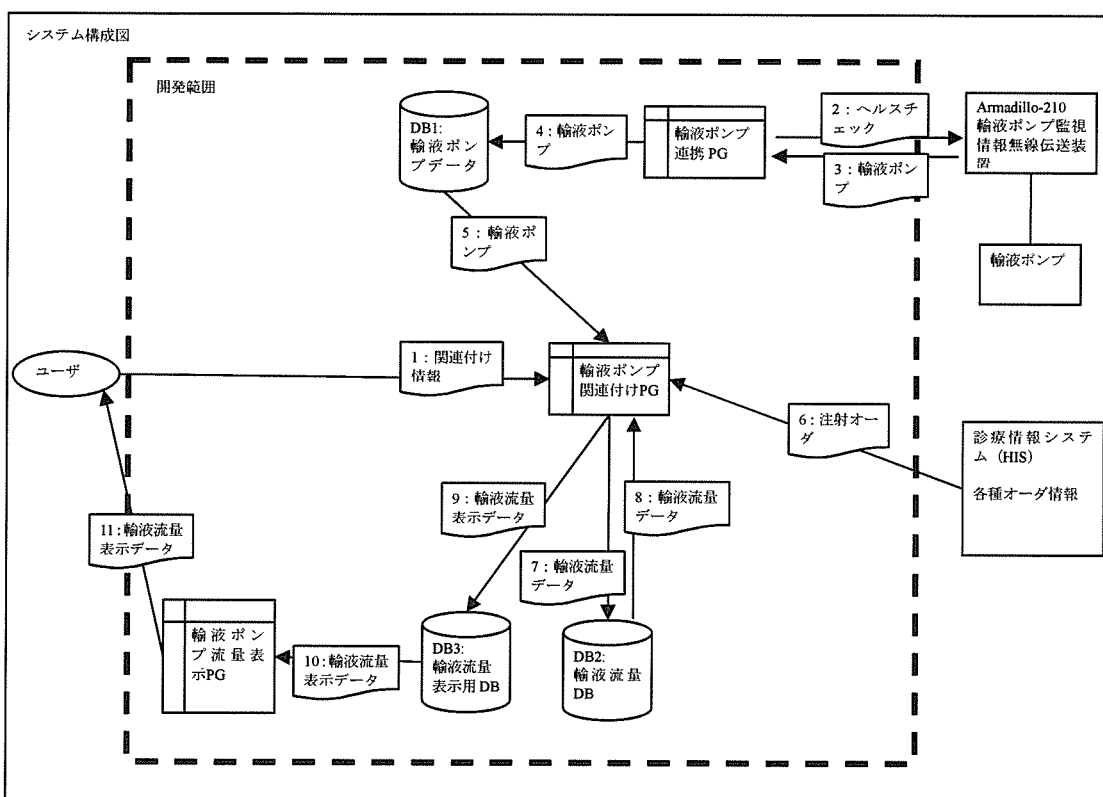 システム構成図
開発範囲
DB1:
輸液ポン
プデータ
4：輸液ポン
プ
輸液ポンプ
連携 PG
2：ヘルスチ
ェック
3：輸液ポン
プ
Armadillo-210
輸液ポンプ監視
情報無線伝送装
置
輸液ポンプ
5：輸液ポ
ンプ
ユーザ
1：関連付け
情報
輸液ポンプ
関連付けPG
6：注射オー
ダ
診療情報システ
ム（HIS）
各種オーダ情報
9：輸液流量
表示データ
8：輸液流量
データ
7：輸液流量
データ
11：輸液流量
表示データ
輸液ポン
プ流量表
示PG
10：輸液流量
表示データ
DB3:
輸液流量
表示用 DB
DB2:
輸液流量
DB